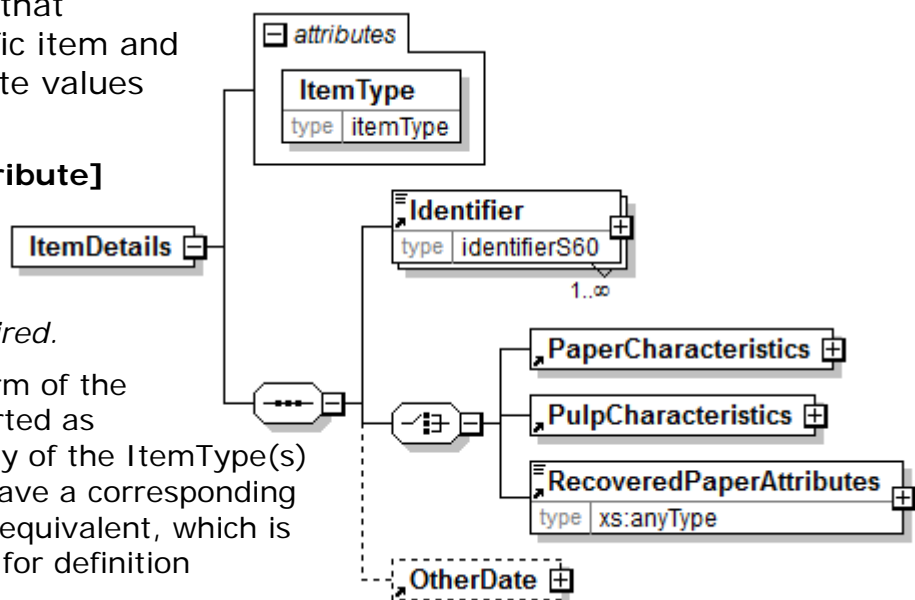 that
ic item and
te values
ribute]
ired.
rm of the
rted as
y of the ItemType(s)
ave a corresponding
equivalent, which is
for definition
attributes
ItemType
type itemType
ItemDetails
Identifier
type identifierS60
1..∞
PaperCharacteristics
PulpCharacteristics
RecoveredPaperAttributes
type xs:anyType
OtherDate